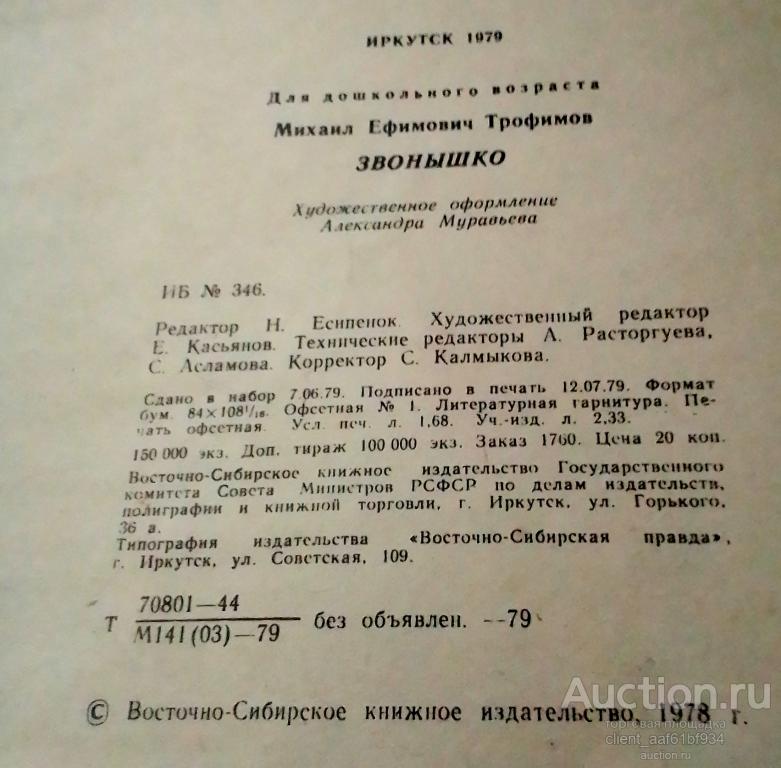 ИРКУТСК 1979
Для дошкольного возраста
Михаил Ефимович Трофимов
ЗВОНЫШКО
Художественное оформление
Александра Муравьева
ИБ № 346.
Редактор Н. Есипенок. Художественный редактор
Е. Касьянов. Технические редакторы А. Расторгуева,
С. Асламова. Корректор С. Калмыкова.
Сдано в набор 7.06.79. Подписано в печать 12.07.79. Формат
бум. 84×108¹/₁₆. Офсетная № 1. Литературная гарнитура. Пе-
чать офсетная. Усл. печ. л. 1,68. Уч.-изд. л. 2,33.
150 000 экз. Доп. тираж 100 000 экз. Заказ 1760. Цена 20 коп.
Восточно-Сибирское книжное издательство Государственного
комитета Совета Министров РСФСР по делам издательств,
полиграфии и книжной торговли, г. Иркутск, ул. Горького,
36 а.
Типография издательства «Восточно-Сибирская правда»,
г. Иркутск, ул. Советская, 109.
Т 70801—44
М141(03)—79 без объявлен. --79
© Восточно-Сибирское книжное издательство, 1978 г.
Auction.ru
торговая площадка
client_aaf61bf934
auction.ru